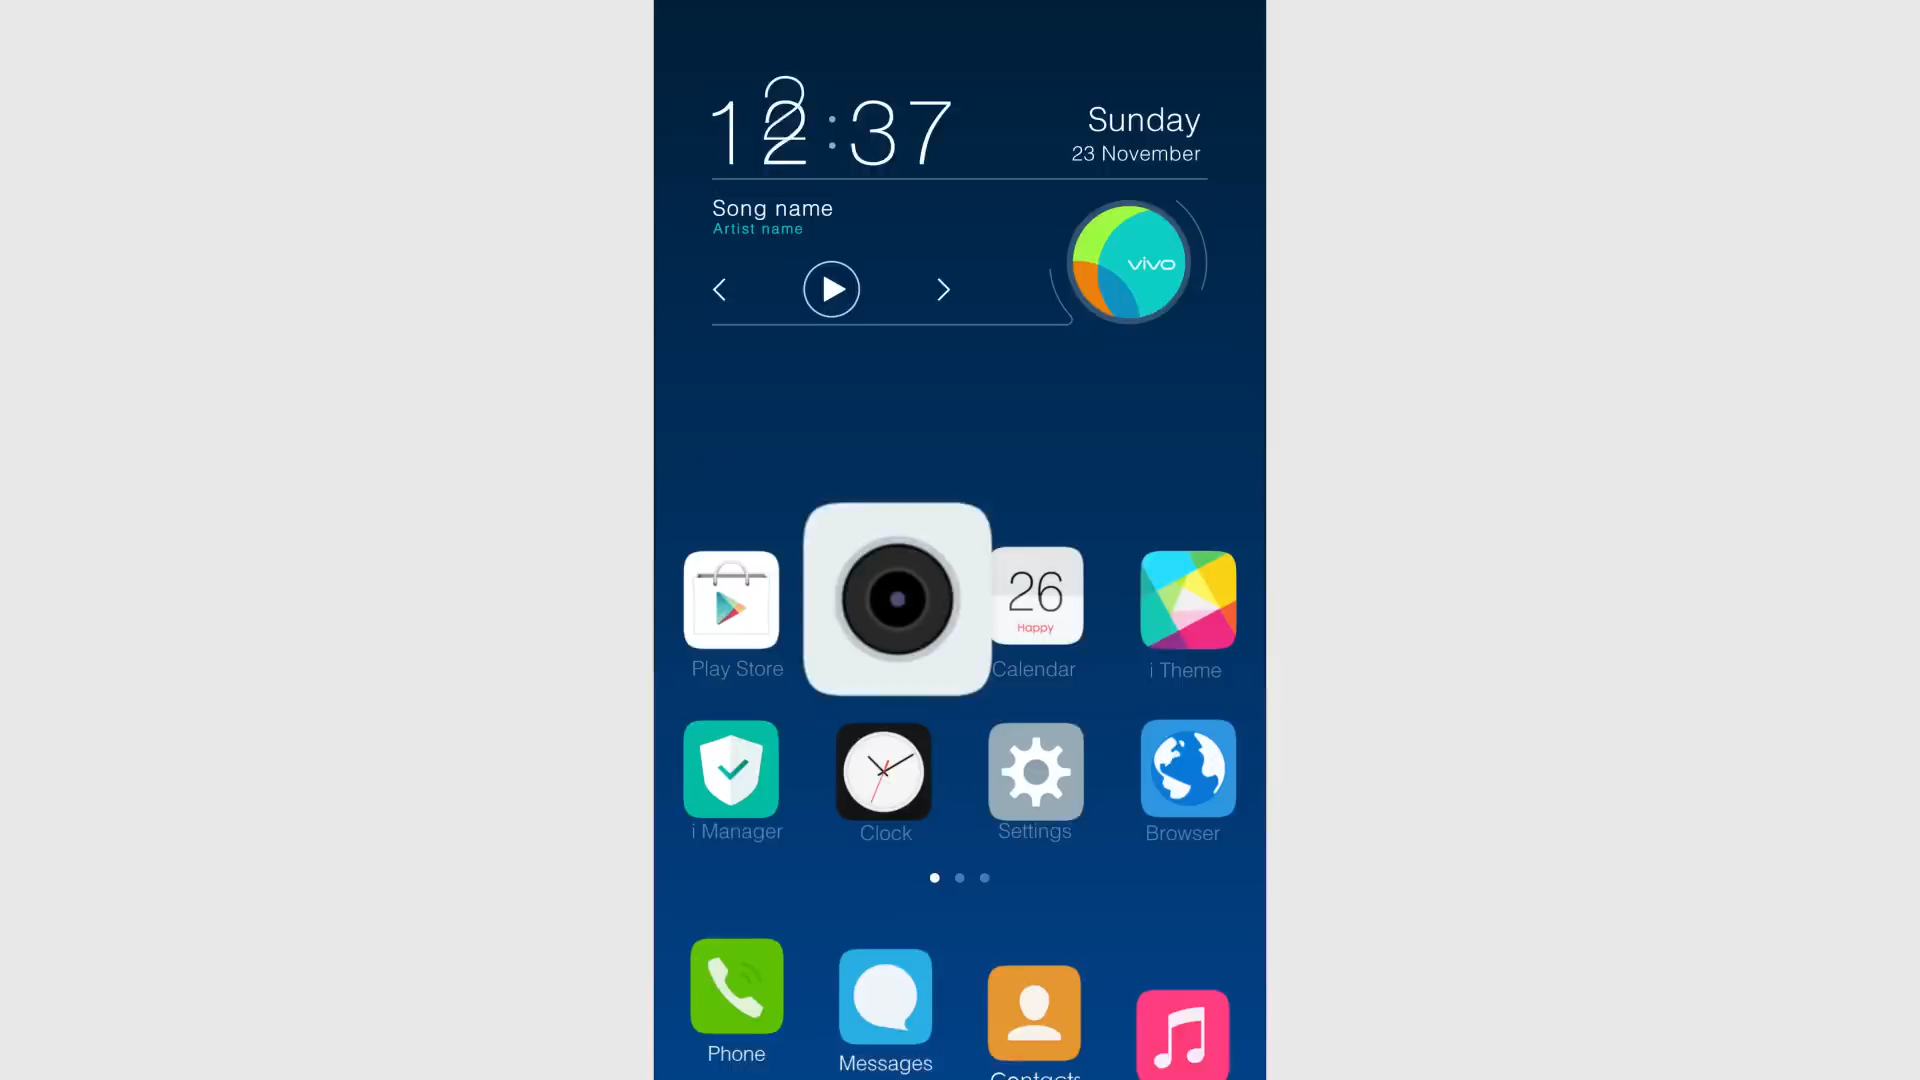 12:37
Sunday
23 November
Song name
Artist name
vivo
26
Happy
Play Store
Calendar
i Theme
i Manager
Clock
Settings
Browser
Phone
Messages
Contacts